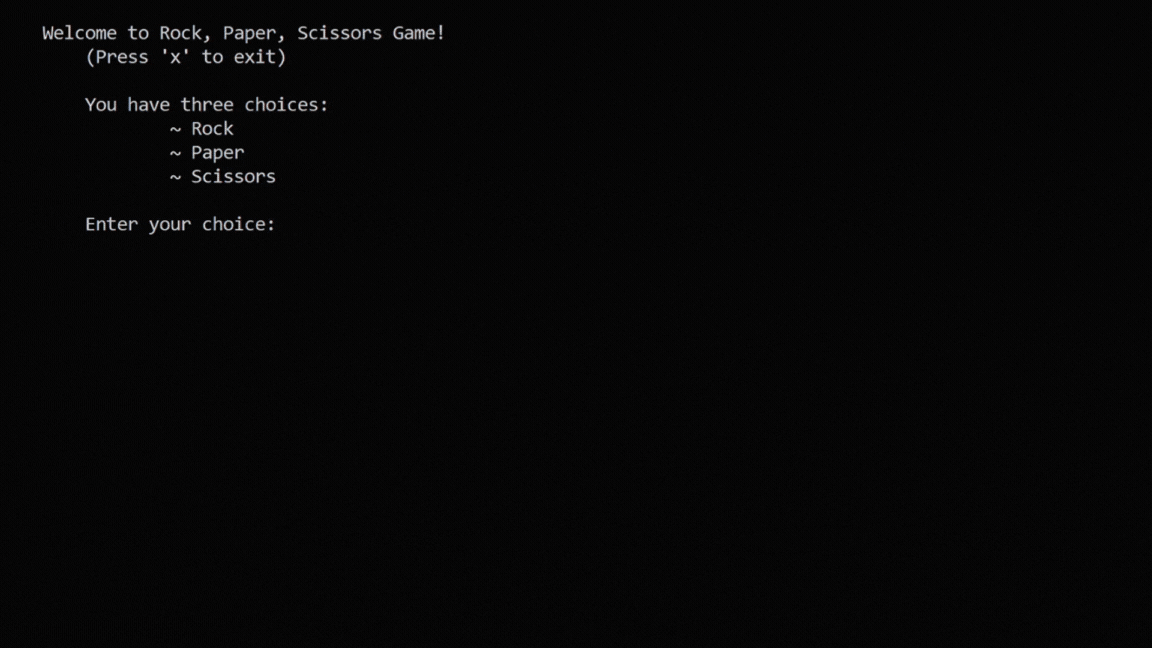 Welcome to Rock, Paper, Scissors Game!
(Press 'x' to exit)
You have three choices:
~ Rock
~ Paper
~ Scissors
Enter your choice: